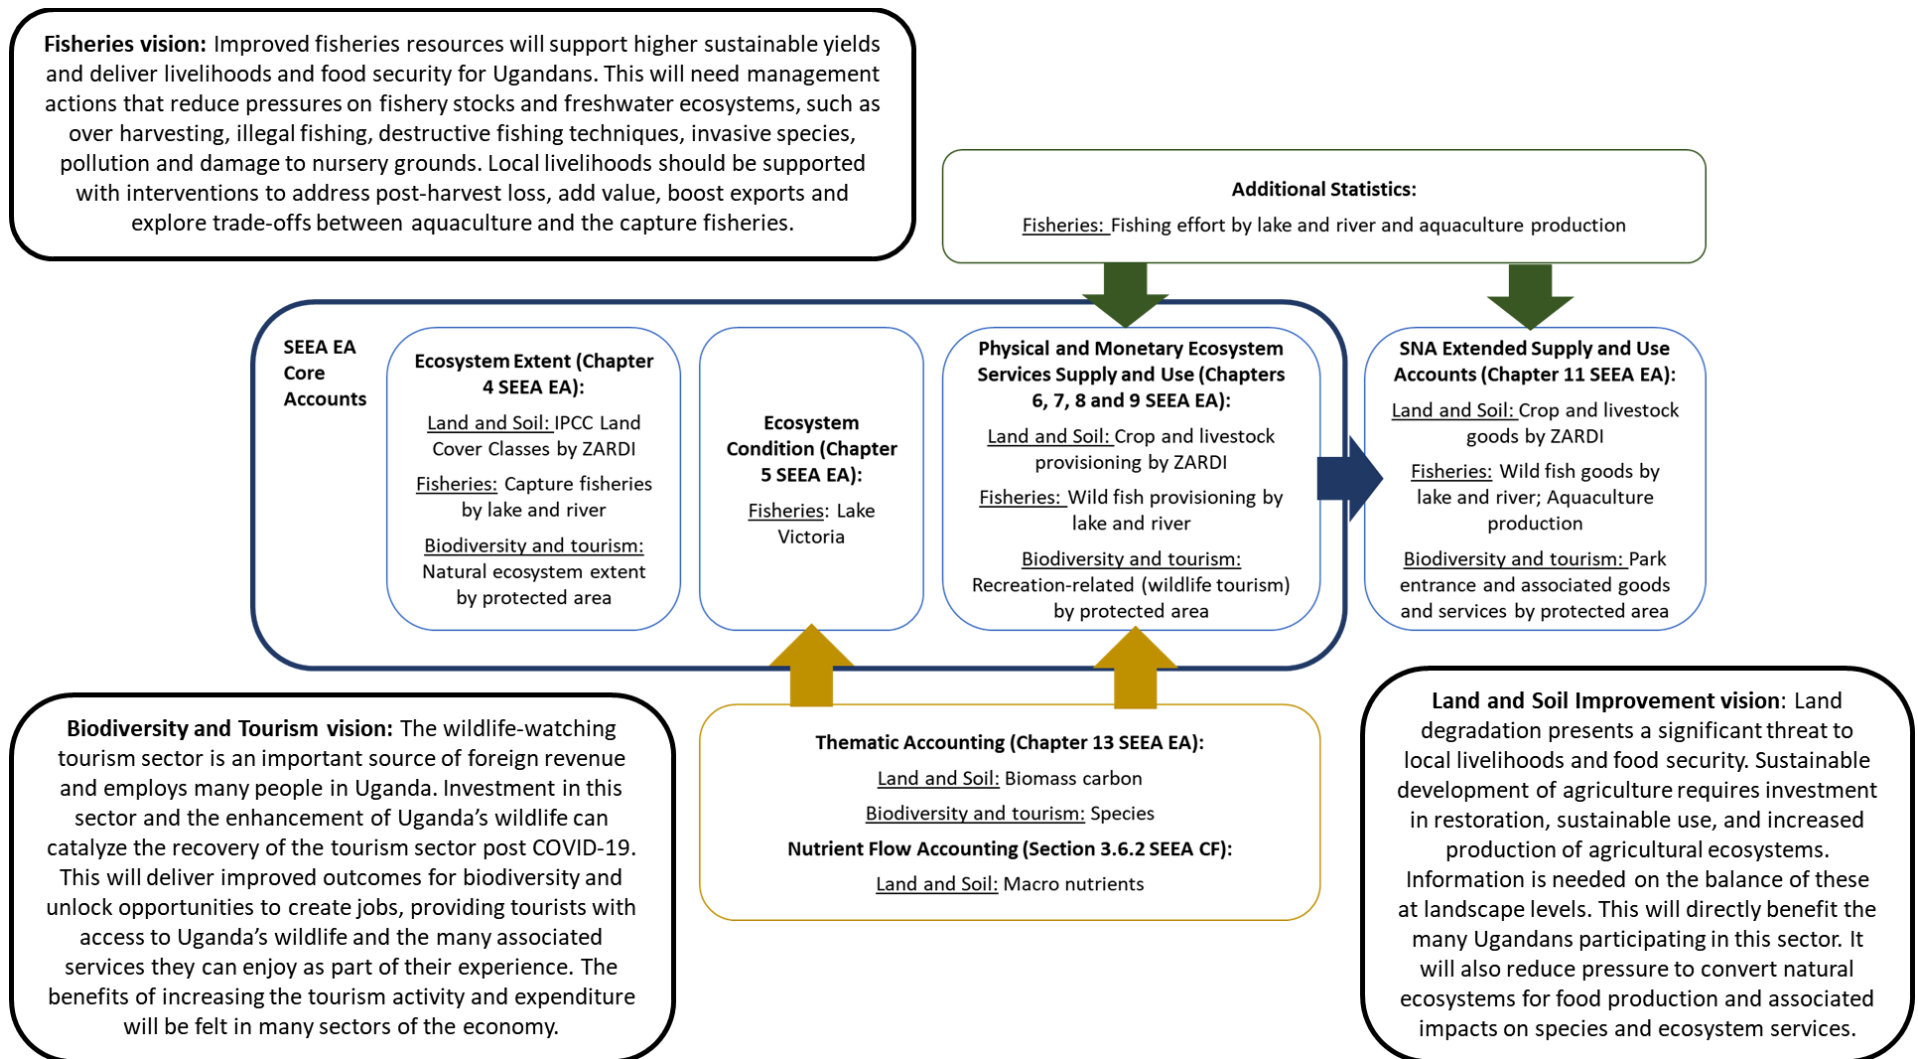 Fisheries vision: Improved fisheries resources will support higher sustainable yields
and deliver livelihoods and food security for Ugandans. This will need management
actions that reduce pressures on fishery stocks and freshwater ecosystems, such as
over harvesting, illegal fishing, destructive fishing techniques, invasive species,
pollution and damage to nursery grounds. Local livelihoods should be supported
with interventions to address post-harvest loss, add value, boost exports and
explore trade-offs between aquaculture and the capture fisheries.
Additional Statistics:
Fisheries: Fishing effort by lake and river and aquaculture production
SEEA EA
Core
Accounts
Ecosystem Extent (Chapter
4 SEEA EA):
Land and Soil: IPCC Land
Cover Classes by ZARDI
Fisheries: Capture fisheries
by lake and river
Biodiversity and tourism:
Natural ecosystem extent
by protected area
Ecosystem
Condition (Chapter
5 SEEA EA):
Fisheries: Lake
Victoria
Physical and Monetary Ecosystem
Services Supply and Use (Chapters
6, 7, 8 and 9 SEEA EA):
Land and Soil: Crop and livestock
provisioning by ZARDI
Fisheries: Wild fish provisioning by
lake and river
Biodiversity and tourism:
Recreation-related (wildlife tourism)
by protected area
SNA Extended Supply and Use
Accounts (Chapter 11 SEEA EA):
Land and Soil: Crop and livestock
goods by ZARDI
Fisheries: Wild fish goods by
lake and river; Aquaculture
production
Biodiversity and tourism: Park
entrance and associated goods
and services by protected area
Biodiversity and Tourism vision: The wildlife-watching
tourism sector is an important source of foreign revenue
and employs many people in Uganda. Investment in this
sector and the enhancement of Uganda's wildlife can
catalyze the recovery of the tourism sector post COVID-19.
This will deliver improved outcomes for biodiversity and
unlock opportunities to create jobs, providing tourists with
access to Uganda's wildlife and the many associated
services they can enjoy as part of their experience. The
benefits of increasing the tourism activity and expenditure
will be felt in many sectors of the economy.
Thematic Accounting (Chapter 13 SEEA EA):
Land and Soil: Biomass carbon
Biodiversity and tourism: Species
Nutrient Flow Accounting (Section 3.6.2 SEEA CF):
Land and Soil: Macro nutrients
Land and Soil Improvement vision: Land
degradation presents a significant threat to
local livelihoods and food security. Sustainable
development of agriculture requires investment
in restoration, sustainable use, and increased
production of agricultural ecosystems.
Information is needed on the balance of these
at landscape levels. This will directly benefit the
many Ugandans participating in this sector. It
will also reduce pressure to convert natural
ecosystems for food production and associated
impacts on species and ecosystem services.